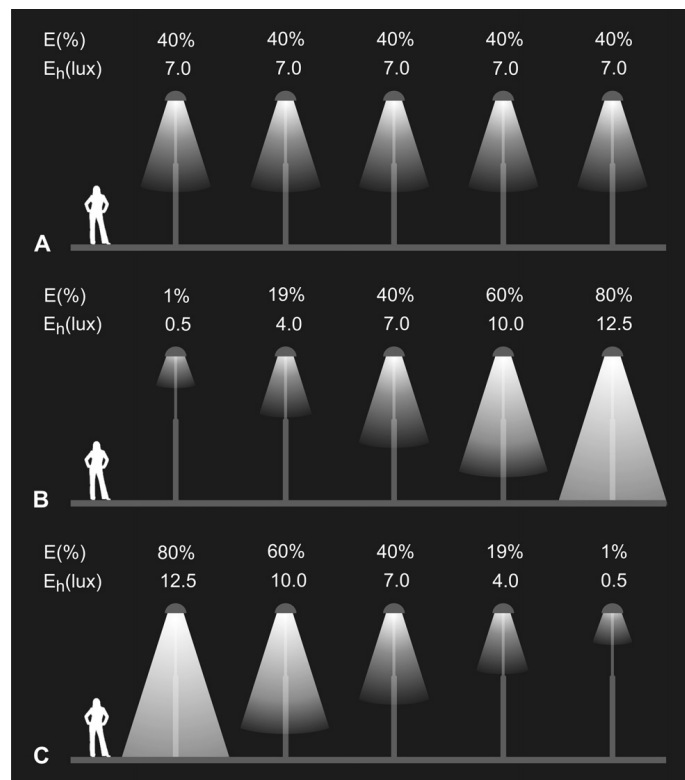 E(%) 40% 40% 40% 40% 40%
Eh(lux) 7.0 7.0 7.0 7.0 7.0
A
E(%) 1% 19% 40% 60% 80%
Eh(lux) 0.5 4.0 7.0 10.0 12.5
B
E(%) 80% 60% 40% 19% 1%
Eh(lux) 12.5 10.0 7.0 4.0 0.5
C